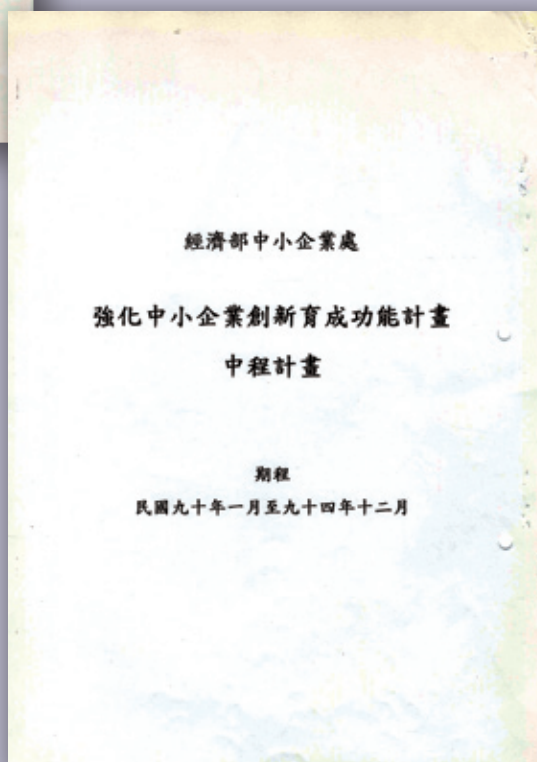 經濟部中小企業處
強化中小企業創新育成功能計畫
中程計畫
期程
民國九十年一月至九十四年十二月